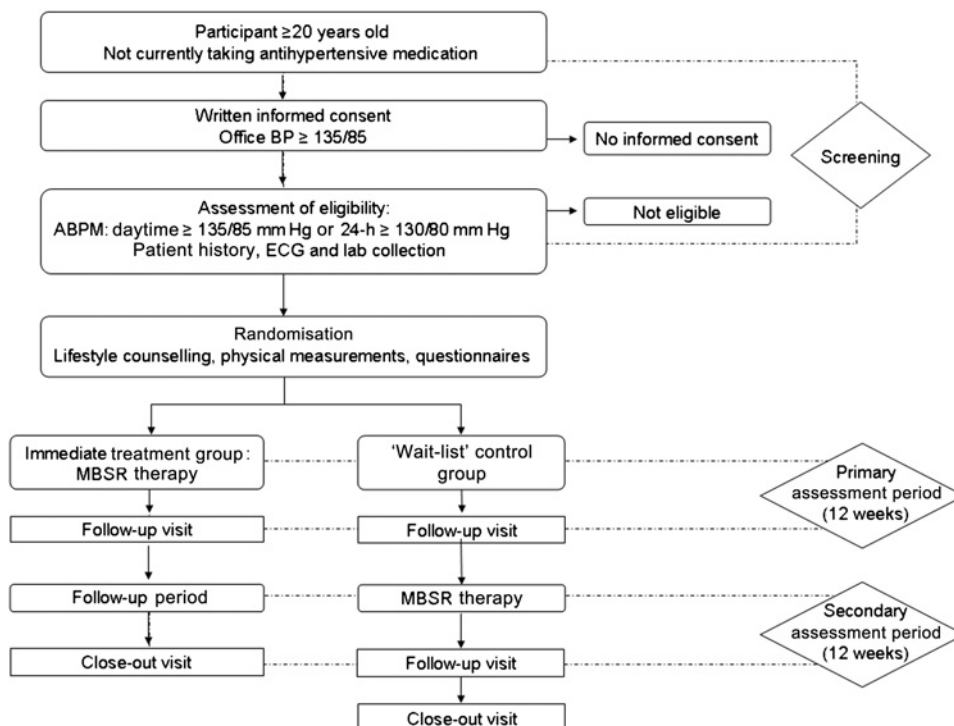 Participant ≥20 years old
Not currently taking antihypertensive medication
Written informed consent
Office BP ≥ 135/85
No informed consent
Screening
Assessment of eligibility:
ABPM: daytime ≥ 135/85 mm Hg or 24-h ≥ 130/80 mm Hg
Patient history, ECG and lab collection
Not eligible
Randomisation
Lifestyle counselling, physical measurements, questionnaires
Immediate treatment group :
MBSR therapy
‘Wait-list’ control
group
Primary
assessment period
(12 weeks)
Follow-up visit
Follow-up visit
Follow-up period
MBSR therapy
Secondary
assessment period
(12 weeks)
Close-out visit
Follow-up visit
Close-out visit